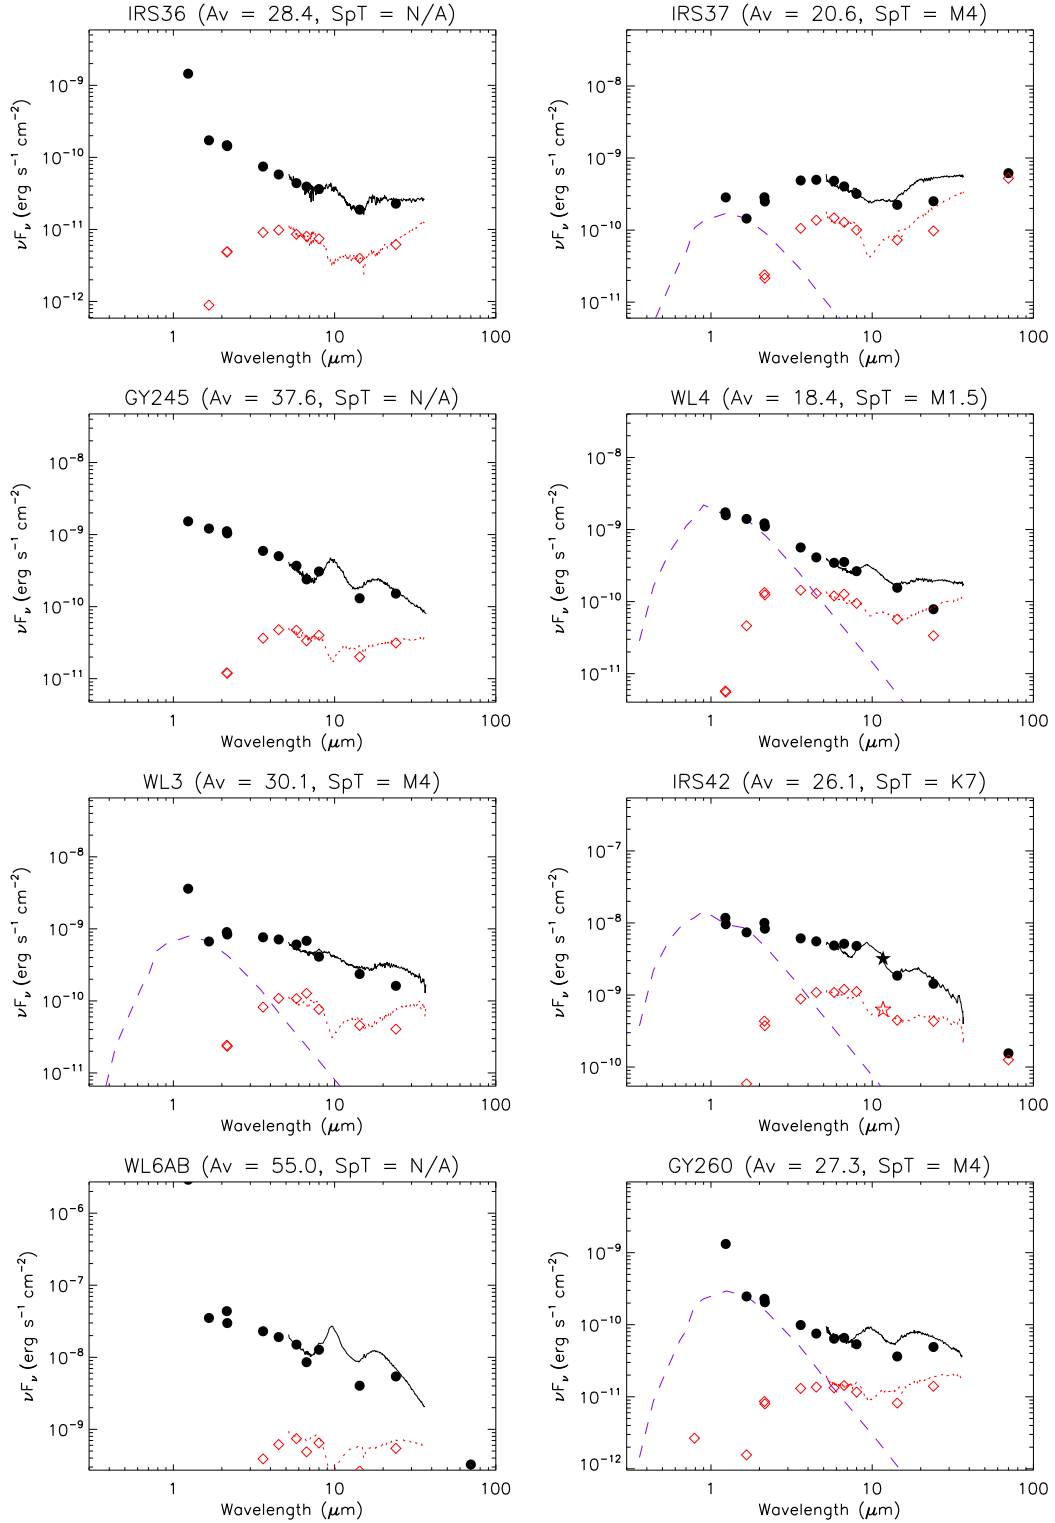 IRS36 (Av = 28.4, SpT = N/A)
νFν (erg s⁻¹ cm⁻²)
10⁻⁹
10⁻¹⁰
10⁻¹¹
10⁻¹²
1 10 100
Wavelength (μm)
IRS37 (Av = 20.6, SpT = M4)
νFν (erg s⁻¹ cm⁻²)
10⁻⁸
10⁻⁹
10⁻¹⁰
10⁻¹¹
1 10 100
Wavelength (μm)
GY245 (Av = 37.6, SpT = N/A)
νFν (erg s⁻¹ cm⁻²)
10⁻⁸
10⁻⁹
10⁻¹⁰
10⁻¹¹
1 10 100
Wavelength (μm)
WL4 (Av = 18.4, SpT = M1.5)
νFν (erg s⁻¹ cm⁻²)
10⁻⁸
10⁻⁹
10⁻¹⁰
10⁻¹¹
1 10 100
Wavelength (μm)
WL3 (Av = 30.1, SpT = M4)
νFν (erg s⁻¹ cm⁻²)
10⁻⁸
10⁻⁹
10⁻¹⁰
10⁻¹¹
1 10 100
Wavelength (μm)
IRS42 (Av = 26.1, SpT = K7)
νFν (erg s⁻¹ cm⁻²)
10⁻⁷
10⁻⁸
10⁻⁹
10⁻¹⁰
1 10 100
Wavelength (μm)
WL6AB (Av = 55.0, SpT = N/A)
νFν (erg s⁻¹ cm⁻²)
10⁻⁶
10⁻⁷
10⁻⁸
10⁻⁹
1 10 100
Wavelength (μm)
GY260 (Av = 27.3, SpT = M4)
νFν (erg s⁻¹ cm⁻²)
10⁻⁹
10⁻¹⁰
10⁻¹¹
10⁻¹²
1 10 100
Wavelength (μm)